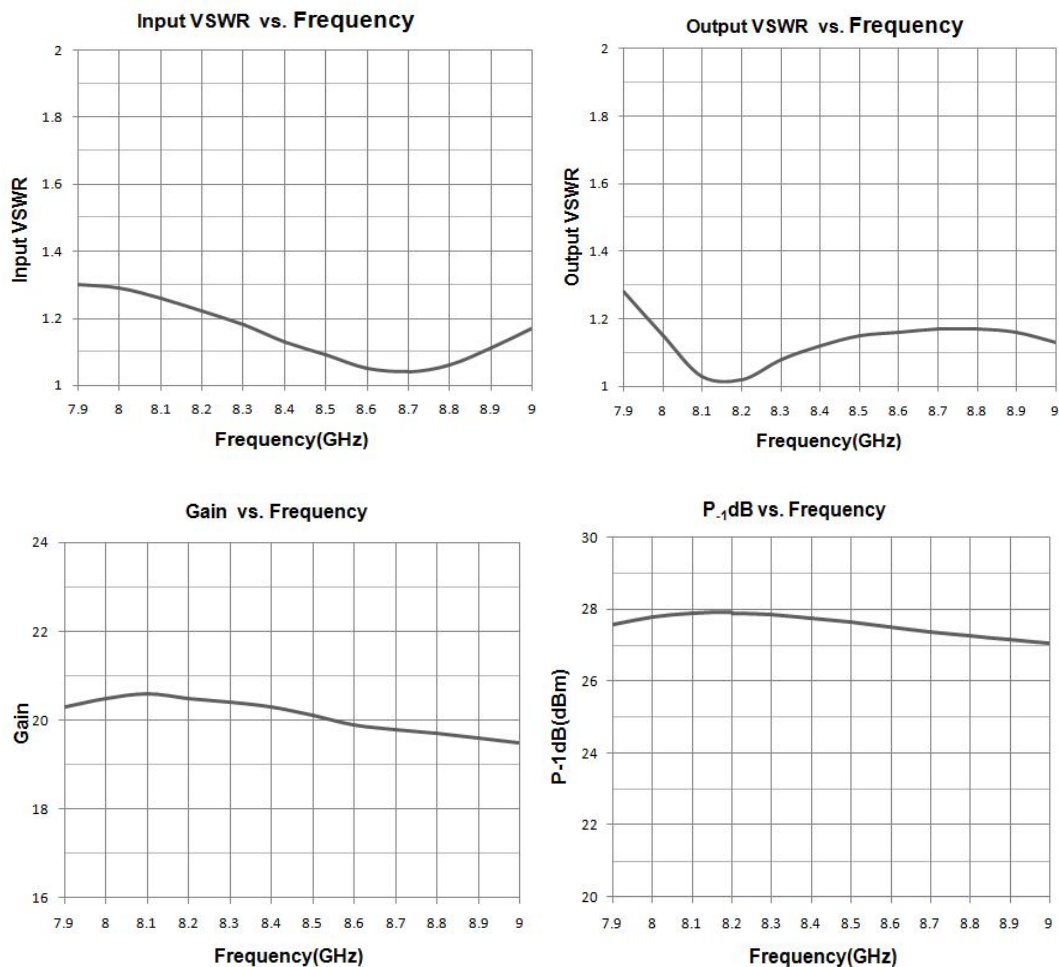 Input VSWR vs. Frequency
Input VSWR
2
1.8
1.6
1.4
1.2
1
7.9 8 8.1 8.2 8.3 8.4 8.5 8.6 8.7 8.8 8.9 9
Frequency(GHz)
Output VSWR vs. Frequency
Output VSWR
2
1.8
1.6
1.4
1.2
1
7.9 8 8.1 8.2 8.3 8.4 8.5 8.6 8.7 8.8 8.9 9
Frequency(GHz)
Gain vs. Frequency
Gain
24
22
20
18
16
7.9 8 8.1 8.2 8.3 8.4 8.5 8.6 8.7 8.8 8.9 9
Frequency(GHz)
P-1dB vs. Frequency
P-1dB(dBm)
30
28
26
24
22
20
7.9 8 8.1 8.2 8.3 8.4 8.5 8.6 8.7 8.8 8.9 9
Frequency(GHz)